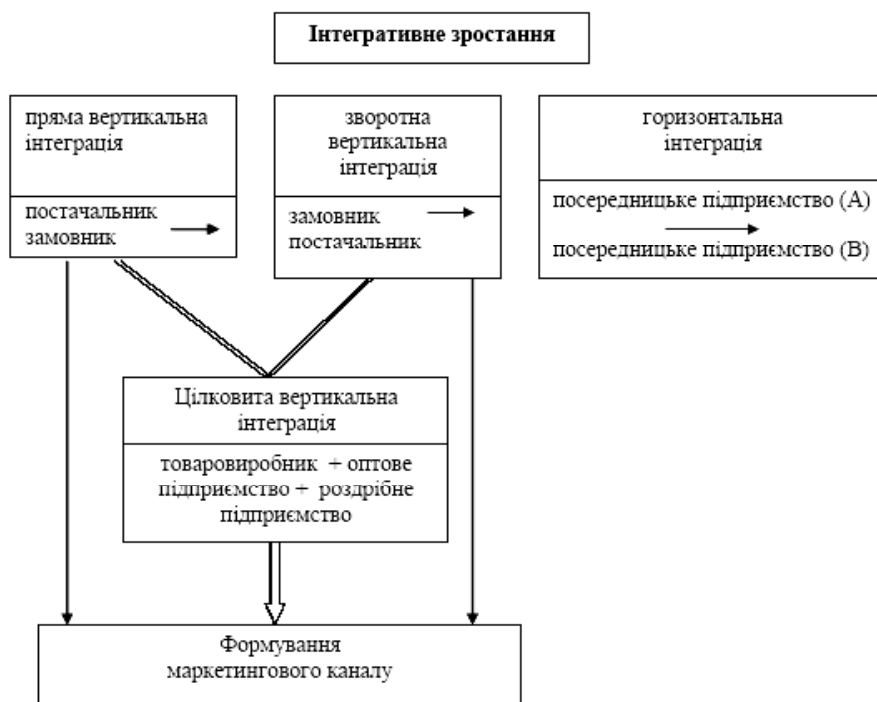 Інтегративне зростання
пряма вертикальна
інтеграція
постачальник
замовник
зворотна
вертикальна
інтеграція
замовник
постачальник
горизонтальна
інтеграція
посередницьке підприємство (А)
посередницьке підприємство (В)
Цілковита вертикальна
інтеграція
товаровиробник + оптове
підприємство + роздрібне
підприємство
Формування
маркетингового каналу